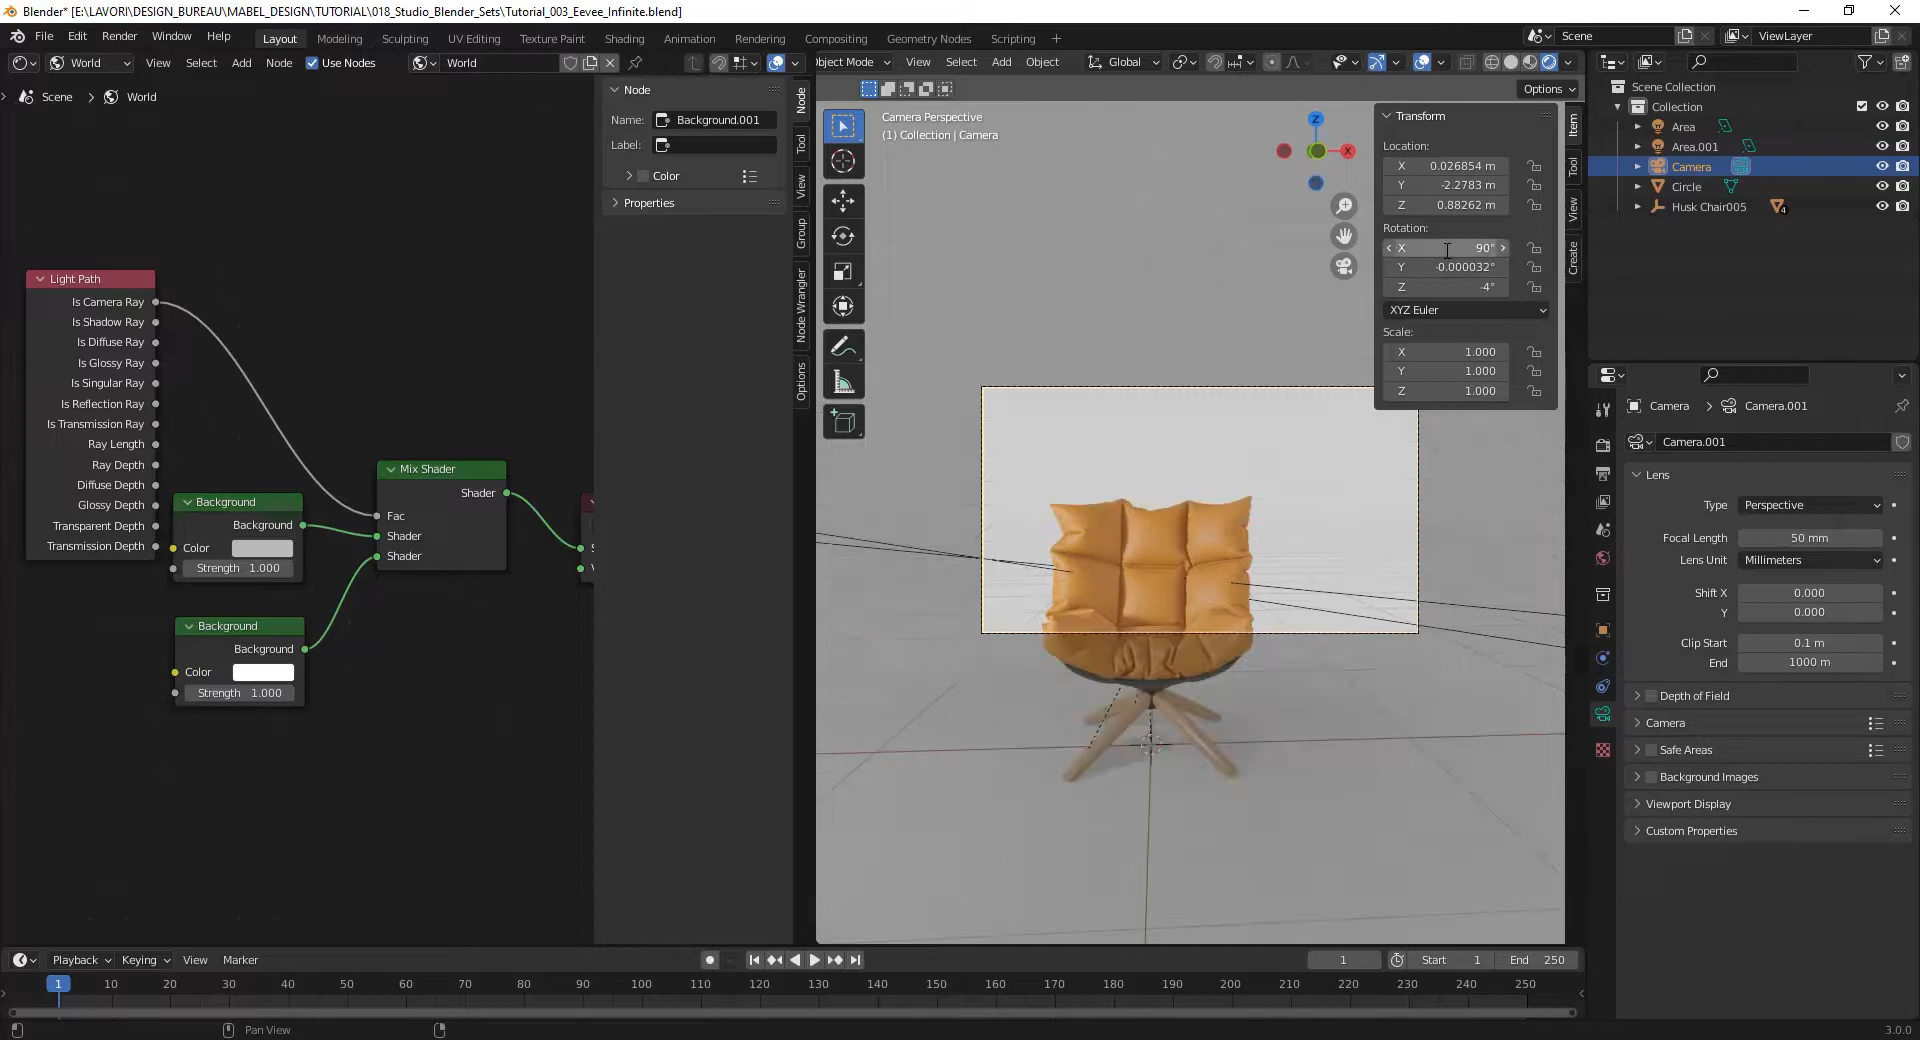 Blender* [E:\LAVORI\DESIGN_BUREAU\MABEL_DESIGN\TUTORIAL\018_Studio_Blender_Sets\Tutorial_003_Eevee_Infinite.blend]
File Edit Render Window Help Layout Modeling Sculpting UV Editing Texture Paint Shading Animation Rendering Compositing Geometry Nodes Scripting + Scene ViewLayer
World View Select Add Node Use Nodes World
bject Mode View Select Add Object Global
Scene > World
Options
Node
Name: Background.001
Label:
Color
Properties
Node
Tool
View
Group
Node Wrangler
Options
Light Path
Is Camera Ray
Is Shadow Ray
Is Diffuse Ray
Is Glossy Ray
Is Singular Ray
Is Reflection Ray
Is Transmission Ray
Ray Length
Ray Depth
Diffuse Depth
Glossy Depth
Transparent Depth
Transmission Depth
Background
Background
Color
Strength 1.000
Background
Background
Color
Strength 1.000
Mix Shader
Shader
Fac
Shader
Shader
Camera Perspective
(1) Collection | Camera
Z
X
Transform
Location:
X 0.026854 m
Y -2.2783 m
Z 0.88262 m
Rotation:
X 90°
Y -0.000032°
Z -4°
XYZ Euler
Scale:
X 1.000
Y 1.000
Z 1.000
Item
Tool
View
Create
Scene Collection
Collection
Area
Area.001
Camera
Circle
Husk Chair005
4
Camera > Camera.001
Camera.001
Lens
Type Perspective
Focal Length 50 mm
Lens Unit Millimeters
Shift X 0.000
Y 0.000
Clip Start 0.1 m
End 1000 m
Depth of Field
Camera
Safe Areas
Background Images
Viewport Display
Custom Properties
Playback Keying View Marker 1 Start 1 End 250
1 10 20 30 40 50 60 70 80 90 100 110 120 130 140 150 160 170 180 190 200 210 220 230 240 250
Pan View
3.0.0